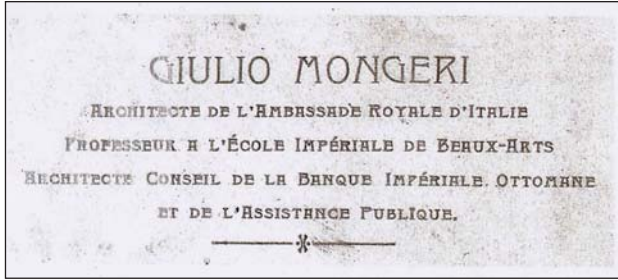 GIULIO MONGERI
ARCHITECTE DE L'AMBASSADE ROYALE D'ITALIE
PROFESSEUR A L'ÉCOLE IMPÉRIALE DE BEAUX-ARTS
ARCHITECTE CONSEIL DE LA BANQUE IMPÉRIALE. OTTOMANE
ET DE L'ASSISTANCE PUBLIQUE.